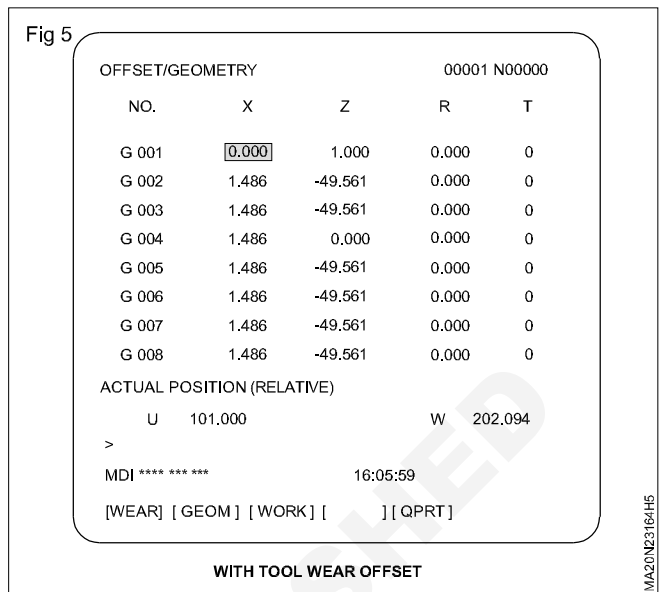 Fig 5
OFFSET/GEOMETRY 00001 N00000
NO. X Z R T
G 001 0.000 1.000 0.000 0
G 002 1.486 -49.561 0.000 0
G 003 1.486 -49.561 0.000 0
G 004 1.486 0.000 0.000 0
G 005 1.486 -49.561 0.000 0
G 006 1.486 -49.561 0.000 0
G 007 1.486 -49.561 0.000 0
G 008 1.486 -49.561 0.000 0
ACTUAL POSITION (RELATIVE)
U 101.000 W 202.094
>
MDI **** *** *** 16:05:59
[WEAR] [ GEOM ] [ WORK ] [ ] [ QPRT ]
WITH TOOL WEAR OFFSET
MA20N23164H5